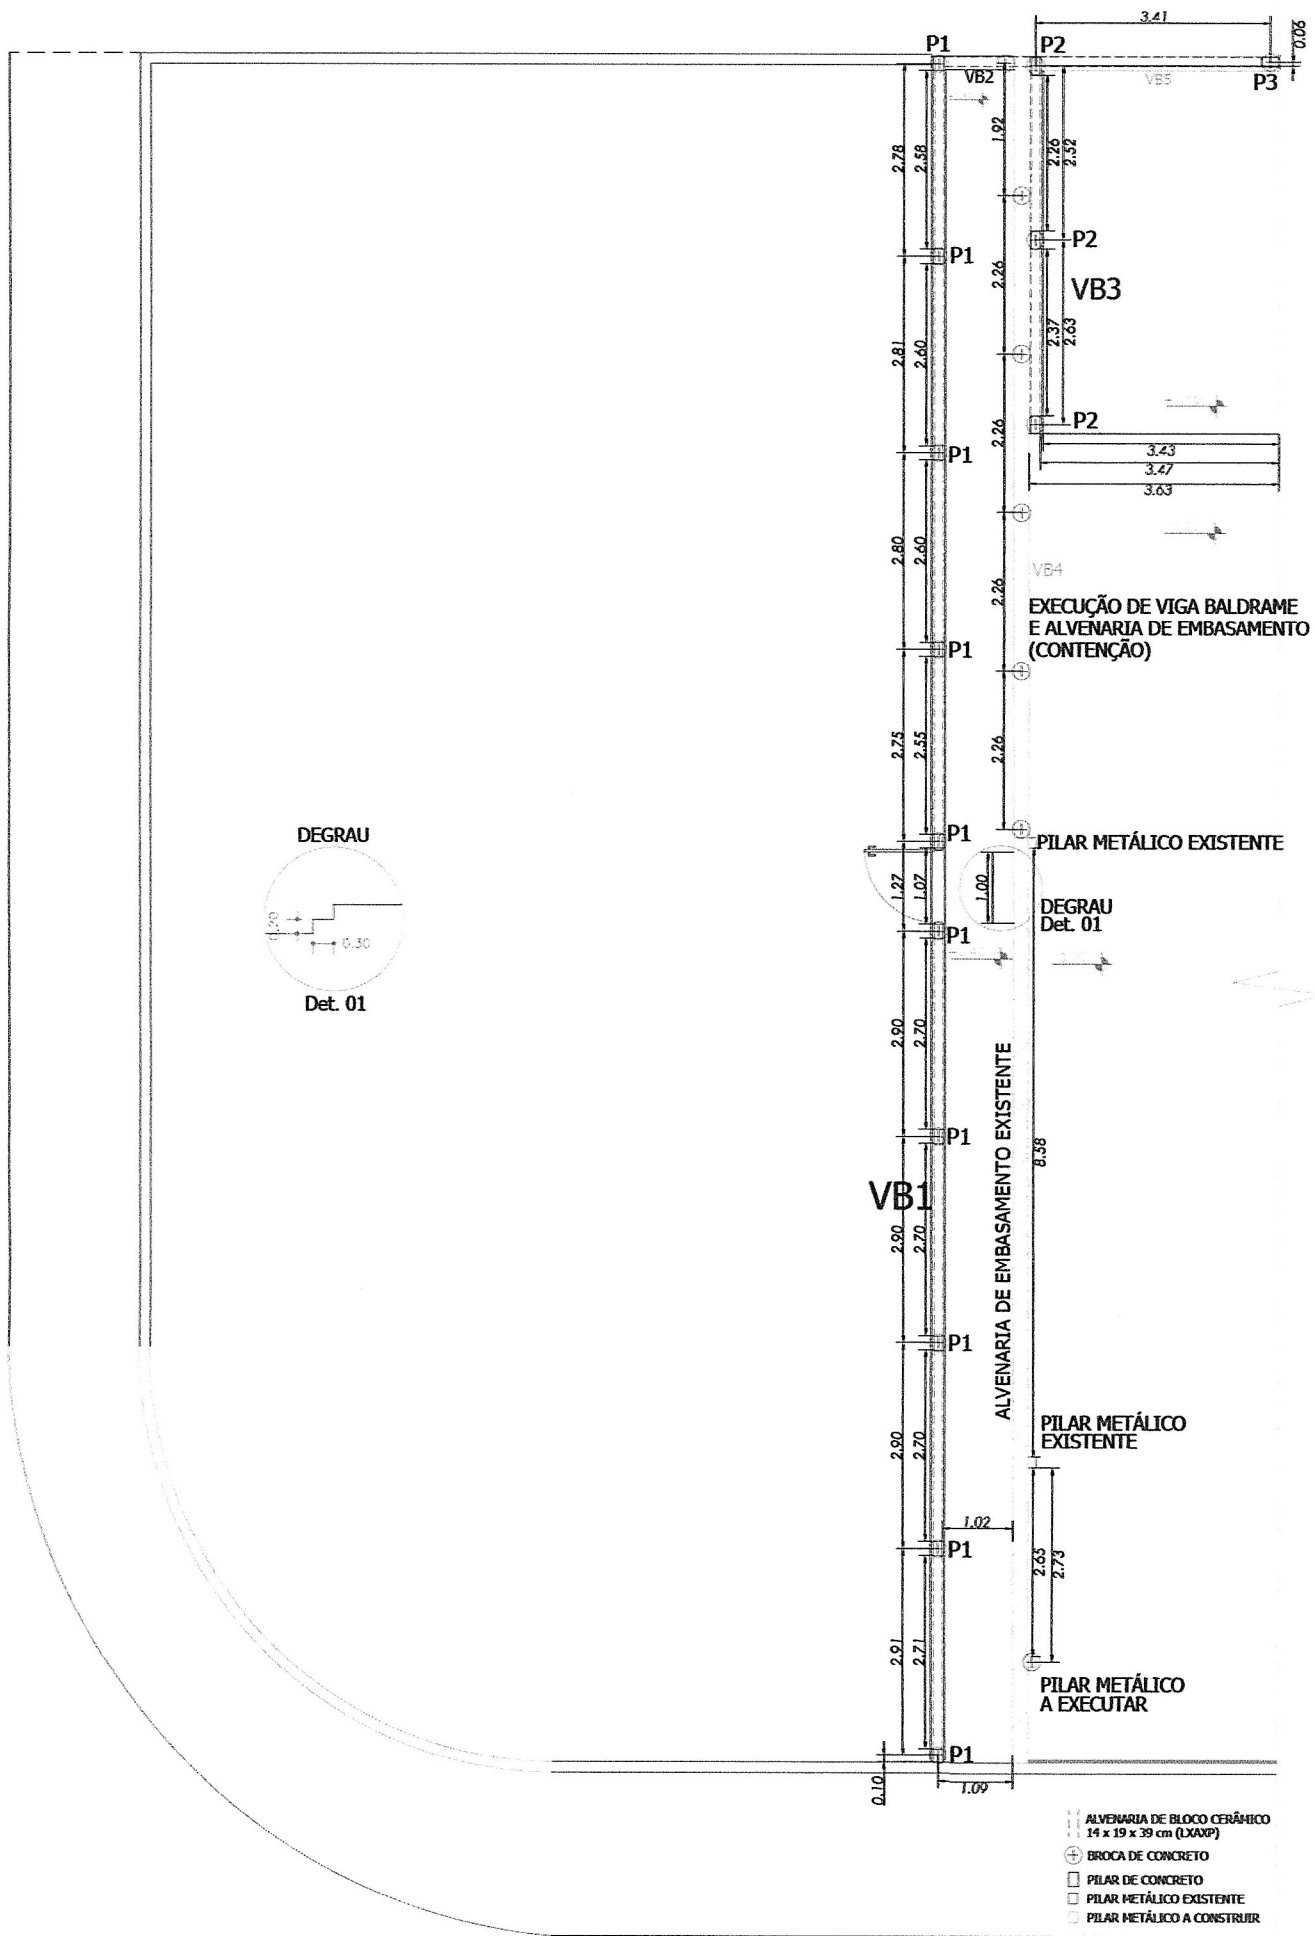 3.41
0.06
P1
P2
P3
VB2
VB5
2.78
2.58
1.92
2.26
2.52
P1
P2
VB3
2.81
2.60
2.26
2.37
2.63
P1
P2
2.26
3.43
3.47
3.63
2.80
2.60
2.26
VB4
EXECUÇÃO DE VIGA BALDRAME
E ALVENARIA DE EMBASAMENTO
(CONTENÇÃO)
P1
2.75
2.55
2.26
P1
PILAR METÁLICO EXISTENTE
DEGRAU
0.30
Det. 01
1.27
1.07
1.00
DEGRAU
Det. 01
P1
2.90
2.70
P1
ALVENARIA DE EMBASAMENTO EXISTENTE
8.58
VB1
2.90
2.70
P1
2.90
2.70
PILAR METÁLICO
EXISTENTE
1.02
P1
2.65
2.73
2.91
2.71
PILAR METÁLICO
A EXECUTAR
P1
0.10
1.09
ALVENARIA DE BLOCO CERÂMICO
14 x 19 x 39 cm (LXAXP)
BROCA DE CONCRETO
PILAR DE CONCRETO
PILAR METÁLICO EXISTENTE
PILAR METÁLICO A CONSTRUIR